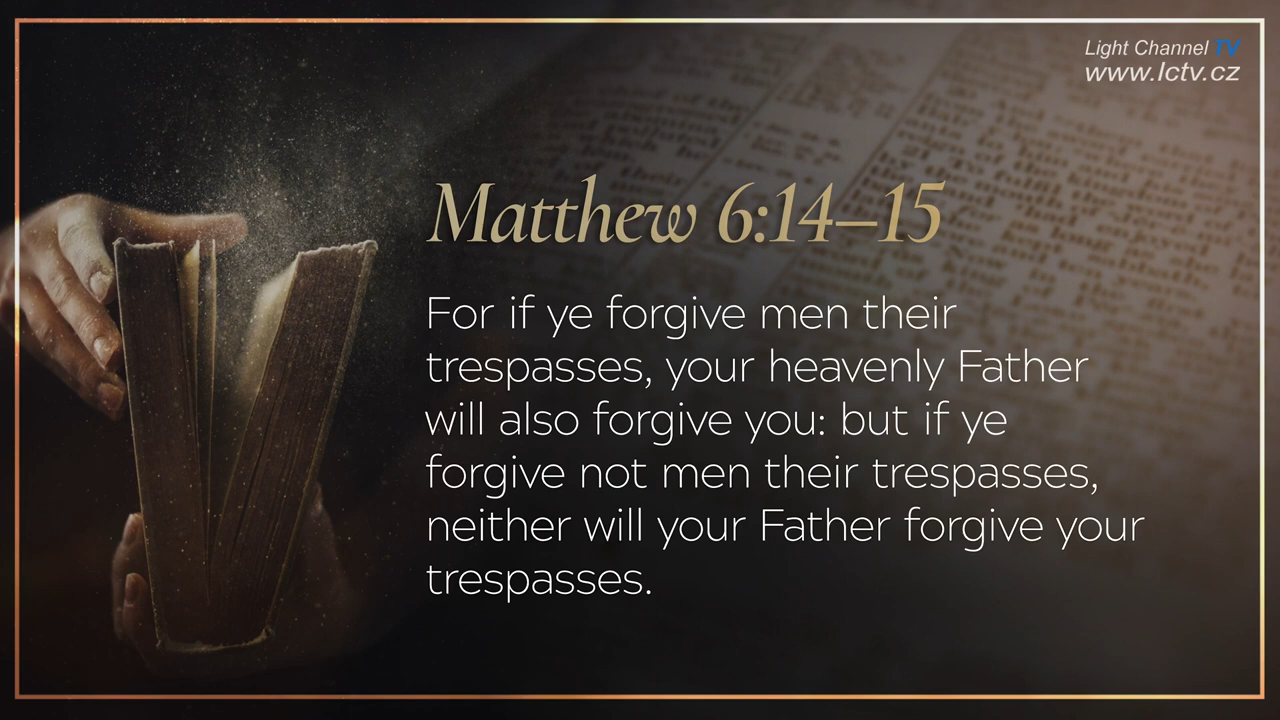 Light Channel TV
www.lctv.cz
Matthew 6:14–15
For if ye forgive men their
trespasses, your heavenly Father
will also forgive you: but if ye
forgive not men their trespasses,
neither will your Father forgive your
trespasses.